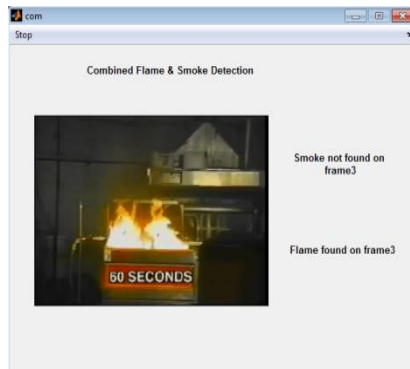 com
Stop
Combined Flame & Smoke Detection
Smoke not found on
frame3
60 SECONDS
Flame found on frame3